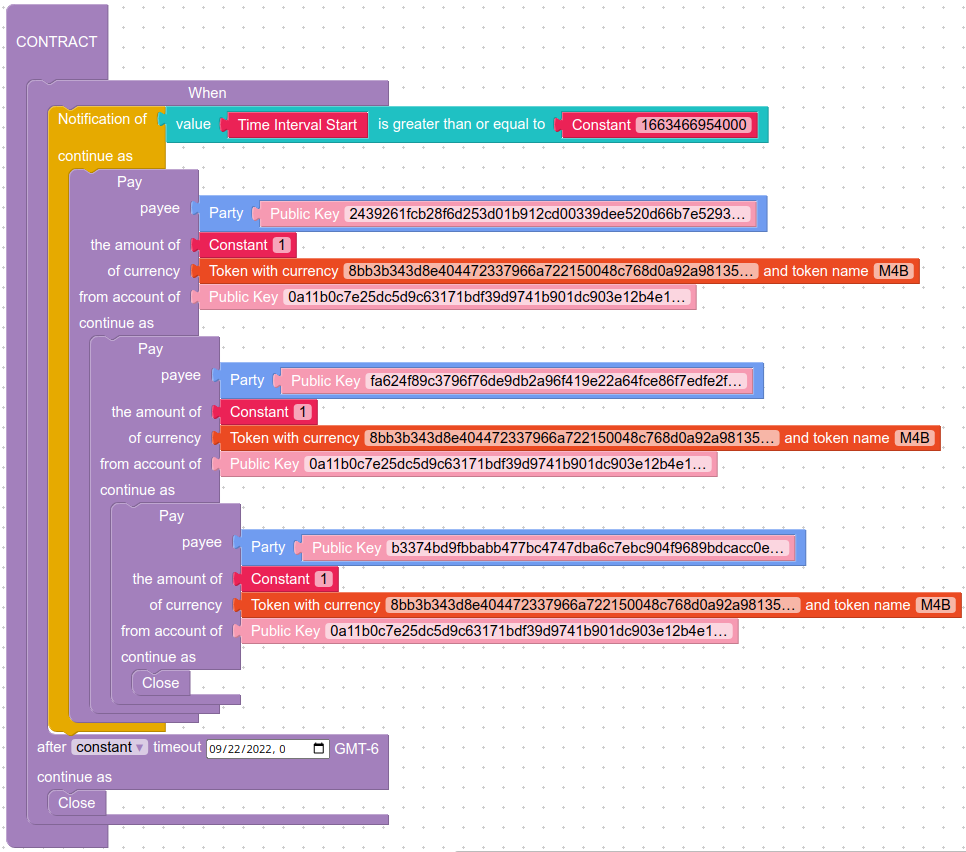 CONTRACT
When
Notification of value Time Interval Start is greater than or equal to Constant 1663466954000
continue as
Pay
payee Party Public Key 2439261fcb28f6d253d01b912cd00339dee520d66b7e5293...
the amount of Constant 1
of currency Token with currency 8bb3b343d8e404472337966a722150048c768d0a92a98135... and token name M4B
from account of Public Key 0a11b0c7e25dc5d9c63171bdf39d9741b901dc903e12b4e1...
continue as
Pay
payee Party Public Key fa624f89c3796f76de9db2a96f419e22a64fce86f7edfe2f...
the amount of Constant 1
of currency Token with currency 8bb3b343d8e404472337966a722150048c768d0a92a98135... and token name M4B
from account of Public Key 0a11b0c7e25dc5d9c63171bdf39d9741b901dc903e12b4e1...
continue as
Pay
payee Party Public Key b3374bd9fbbabb477bc4747dba6c7ebc904f9689bdcacc0e...
the amount of Constant 1
of currency Token with currency 8bb3b343d8e404472337966a722150048c768d0a92a98135... and token name M4B
from account of Public Key 0a11b0c7e25dc5d9c63171bdf39d9741b901dc903e12b4e1...
continue as
Close
after constant timeout 09/22/2022, 0 GMT-6
continue as
Close